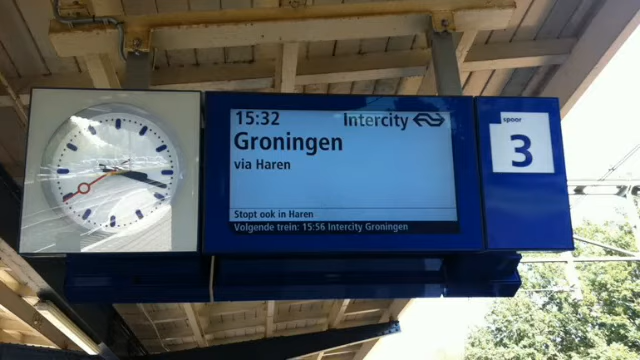 15:32 Intercity
Groningen
via Haren
Stopt ook in Haren
Volgende trein: 15:56 Intercity Groningen
spoor
3